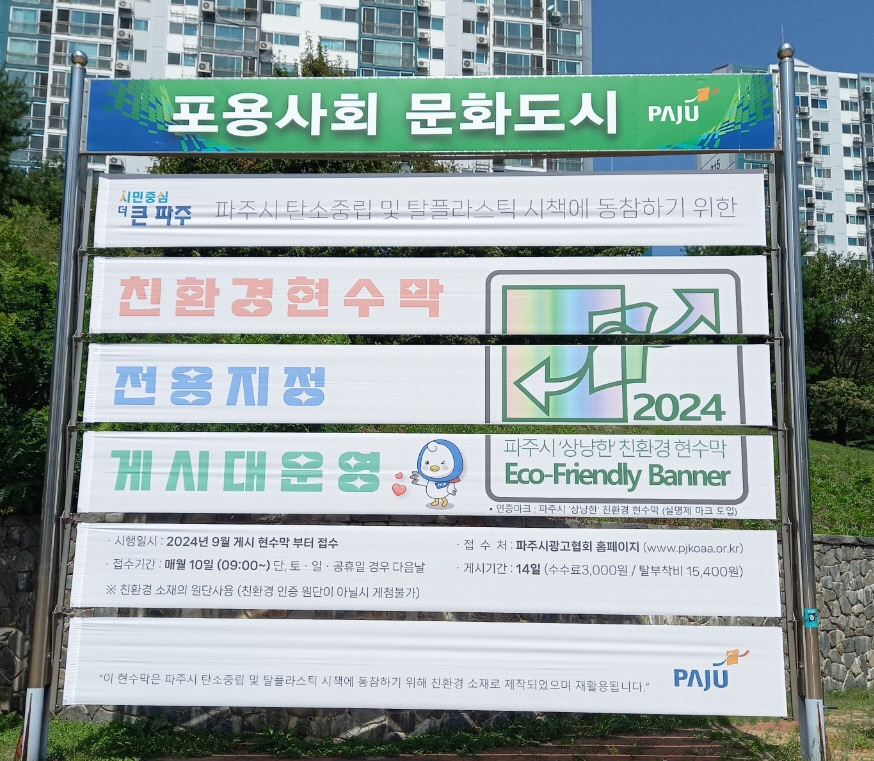 포용사회 문화도시 PAJU
시민중심
더 큰 파주
파주시 탄소중립 및 탈플라스틱 시책에 동참하기 위한
친환경현수막
전용지정
2024
게시대운영
파주시 '상냥한' 친환경 현수막
Eco-Friendly Banner
• 인증마크 : 파주시 '상냥한' 친환경 현수막 (실명제 마크 도입)
· 시행일시 : 2024년 9월 게시 현수막 부터 접수
· 접수기간 : 매월 10일 (09:00~) 단, 토 · 일 · 공휴일 경우 다음날
※ 친환경 소재의 원단사용 (친환경 인증 원단이 아닐시 게첨불가)
· 접 수 처 : 파주시광고협회 홈페이지 (www.pjkoaa.or.kr)
· 게시기간 : 14일 (수수료3,000원 / 탈부착비 15,400원)
"이 현수막은 파주시 탄소중립 및 탈플라스틱 시책에 동참하기 위해 친환경 소재로 제작되었으며 재활용됩니다."
PAJU